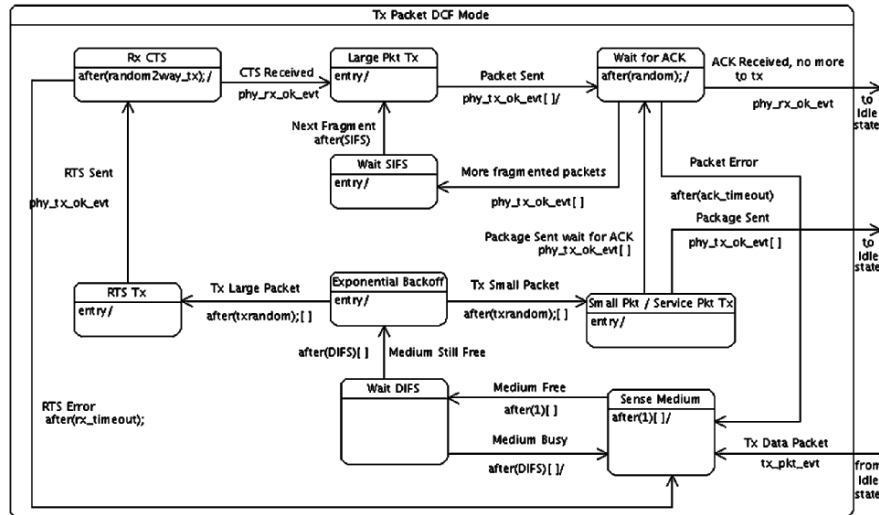 Tx Packet DCF Mode
Rx CTS
after(random2way_tx);/
CTS Received
phy_rx_ok_evt
Large Pkt Tx
entry/
Packet Sent
phy_tx_ok_evt[ ]/
Wait for ACK
after(random);/
ACK Received, no more
to tx
phy_rx_ok_evt
to
Idle
state
Next Fragment
after(SIFS)
Wait SIFS
entry/
More fragmented packets
phy_tx_ok_evt[ ]
Packet Error
after(ack_timeout)
RTS Sent
phy_tx_ok_evt
Package Sent
phy_tx_ok_evt[ ]
to
Idle
state
Package Sent wait for ACK
phy_tx_ok_evt[ ]
RTS Tx
entry/
Tx Large Packet
after(txrandom);[ ]
Exponential Backoff
entry/
Tx Small Packet
after(txrandom);[ ]
Small Pkt / Service Pkt Tx
entry/
after(DIFS)[ ]
Medium Still Free
Wait DIFS
Medium Free
after(1)[ ]
Sense Medium
after(1)[ ]/
RTS Error
after(rx_timeout);
Medium Busy
after(DIFS)[ ]/
Tx Data Packet
tx_pkt_evt
from
Idle
state